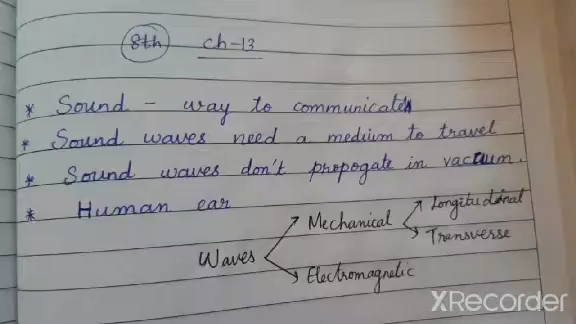 8th ch-13
* Sound - way to communicate
* Sound waves need a medium to travel
* Sound waves don't propogate in vacuum.
* Human ear
Waves
Mechanical
Longitudinal
Transverse
Electromagnetic
XRecorder